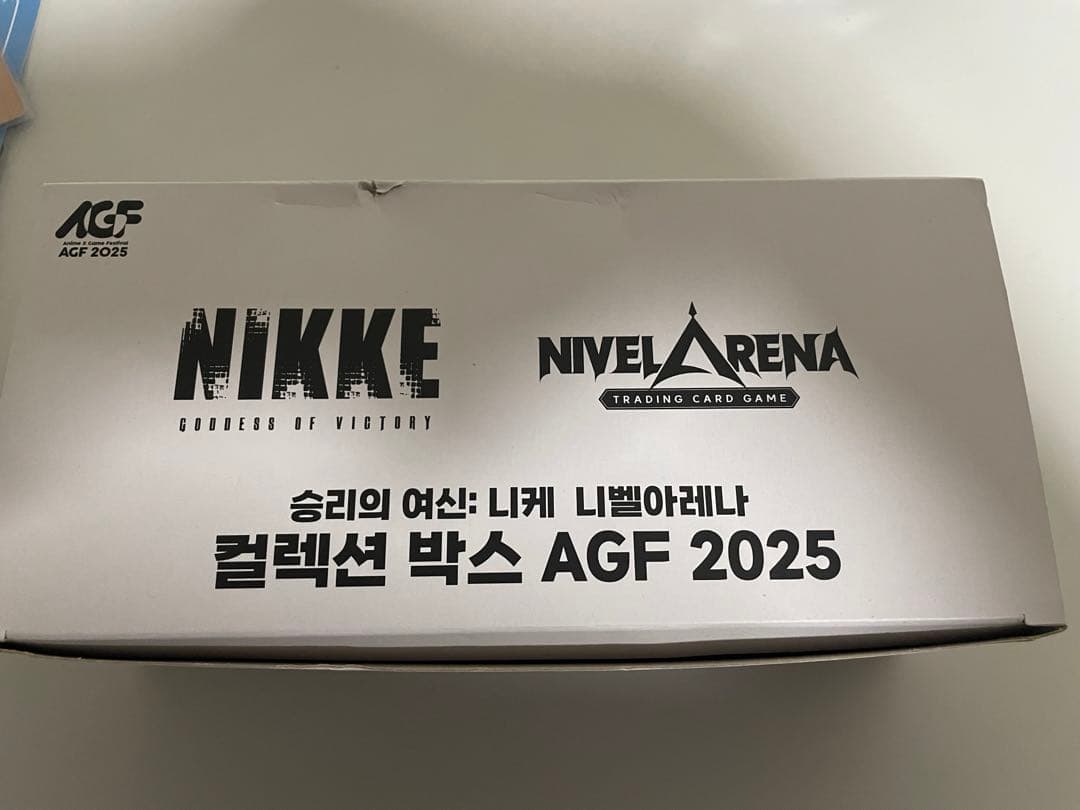 AGF
Anime X Game Festival
AGF 2025
NIKKE
GODDESS OF VICTORY
NIVEL ARENA
TRADING CARD GAME
승리의 여신: 니케 니벨아레나
컬렉션 박스 AGF 2025